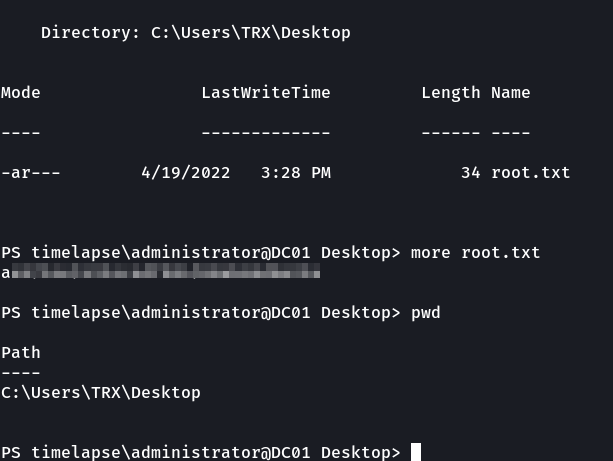 Directory: C:\Users\TRX\Desktop
Mode LastWriteTime Length Name
---- ------------- ------ ----
-ar--- 4/19/2022 3:28 PM 34 root.txt
PS timelapse\administrator@DC01 Desktop> more root.txt
a
PS timelapse\administrator@DC01 Desktop> pwd
Path
----
C:\Users\TRX\Desktop
PS timelapse\administrator@DC01 Desktop>